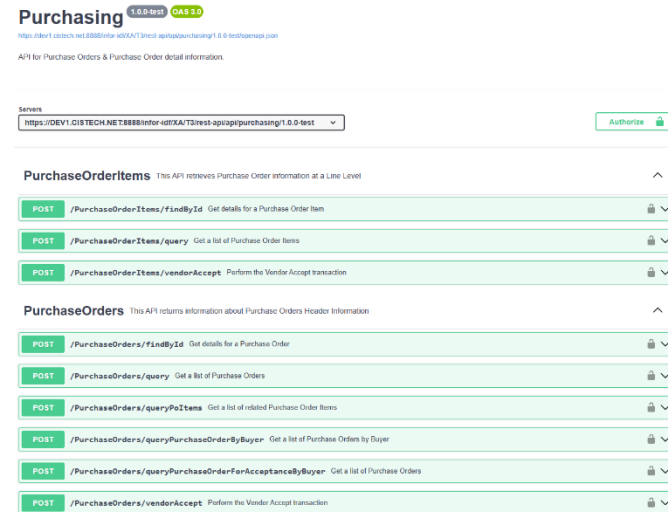 Purchasing 1.0.0-test OAS 3.0
https://dev1.cistech.net:8888/infor-idf/XA/T3/rest-api/api/purchasing/1.0.0-test/openapi.json
API for Purchase Orders & Purchase Order detail information.
Servers
https://DEV1.CISTECH.NET:8888/infor-idf/XA/T3/rest-api/api/purchasing/1.0.0-test
Authorize
PurchaseOrderItems This API retrieves Purchase Order information at a Line Level
POST /PurchaseOrderItems/findById Get details for a Purchase Order Item
POST /PurchaseOrderItems/query Get a list of Purchase Order Items
POST /PurchaseOrderItems/vendorAccept Perform the Vendor Accept transaction
PurchaseOrders This API returns information about Purchase Orders Header Information
POST /PurchaseOrders/findById Get details for a Purchase Order
POST /PurchaseOrders/query Get a list of Purchase Orders
POST /PurchaseOrders/queryPoItems Get a list of related Purchase Order Items
POST /PurchaseOrders/queryPurchaseOrderByBuyer Get a list of Purchase Orders by Buyer
POST /PurchaseOrders/queryPurchaseOrderForAcceptanceByBuyer Get a list of Purchase Orders
POST /PurchaseOrders/vendorAccept Perform the Vendor Accept transaction